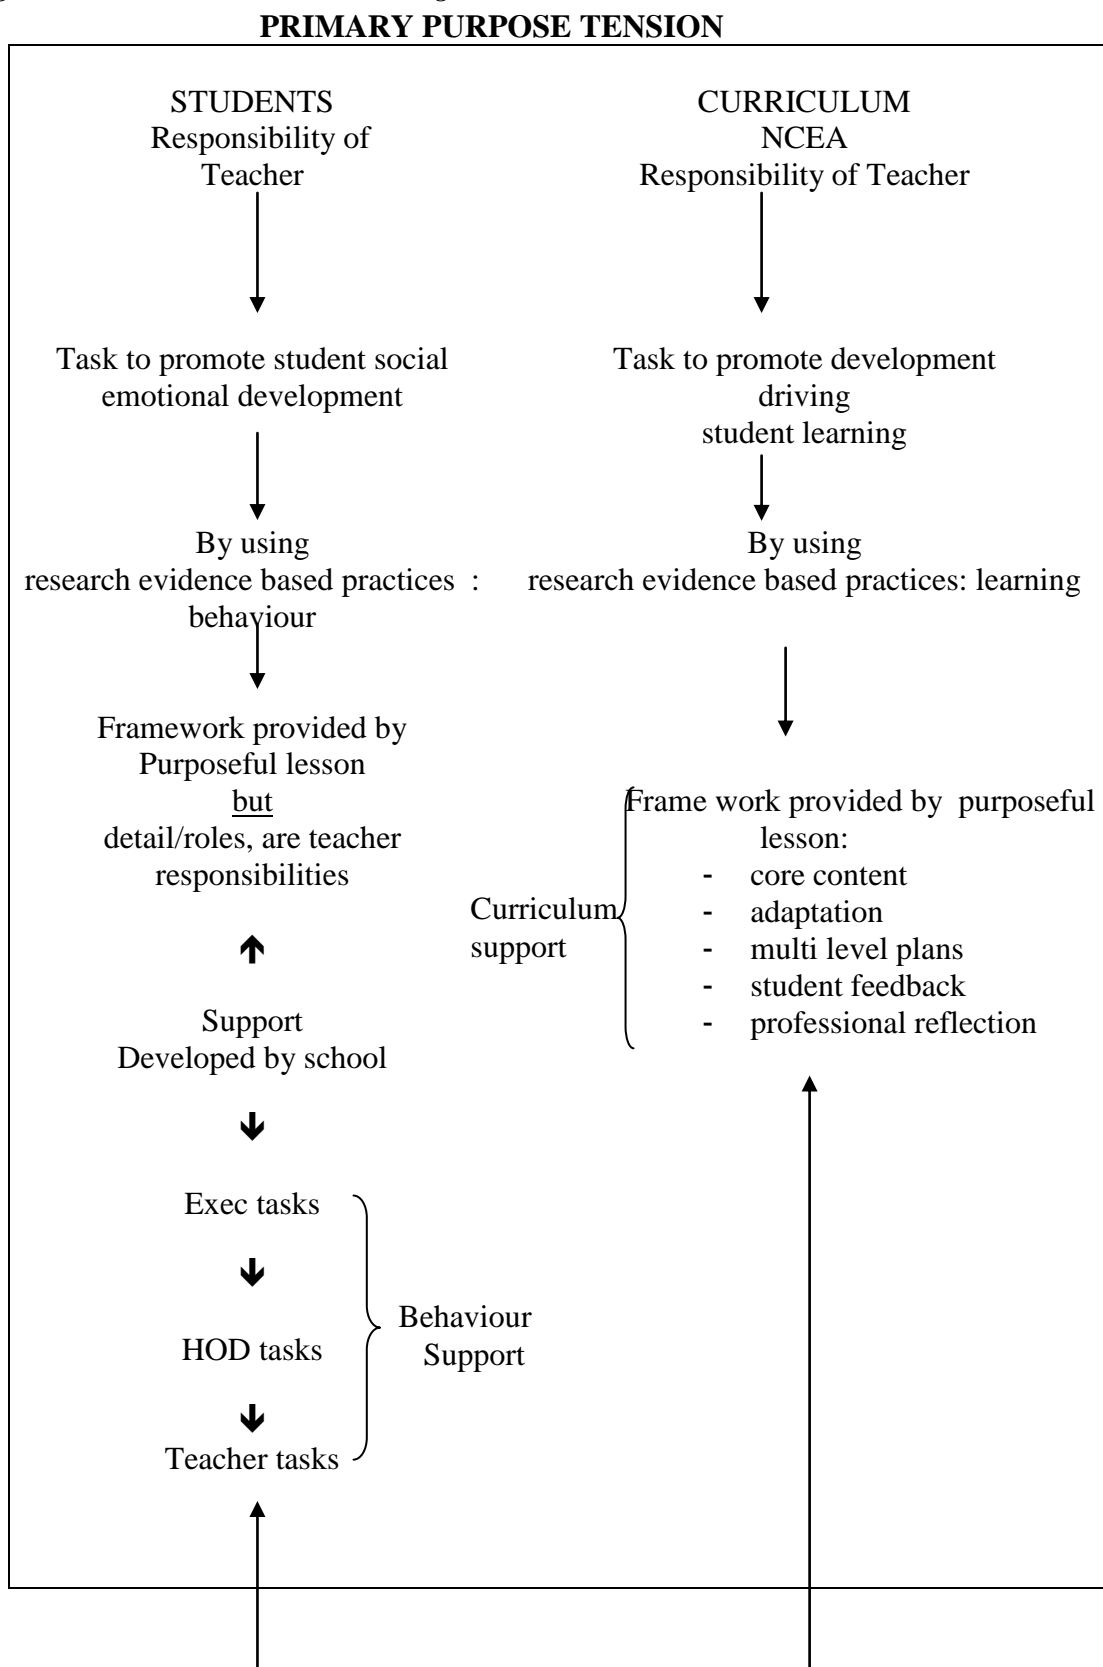 PRIMARY PURPOSE TENSION
STUDENTS
Responsibility of
Teacher
Task to promote student social
emotional development
By using
research evidence based practices :
behaviour
Framework provided by
Purposeful lesson
but
detail/roles, are teacher
responsibilities
Support
Developed by school
Exec tasks
HOD tasks
Teacher tasks
Behaviour
Support
CURRICULUM
NCEA
Responsibility of Teacher
Task to promote development
driving
student learning
By using
research evidence based practices: learning
Frame work provided by purposeful
lesson:
- core content
- adaptation
- multi level plans
- student feedback
- professional reflection
Curriculum
support